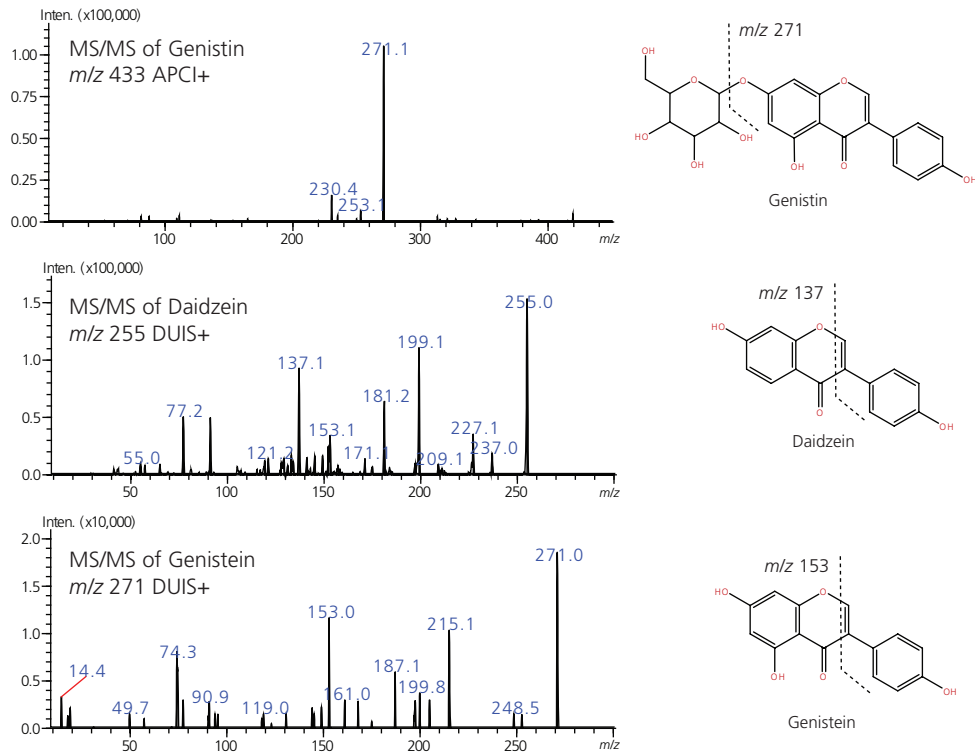 Inten. (x100,000)
MS/MS of Genistin
m/z 433 APCI+
271.1
230.4
253.1
1.00
0.75
0.50
0.25
0.00
100
200
300
400
m/z
m/z 271
OH
O
O
O
HO
OH
OH
OH
O
OH
Genistin
Inten. (x100,000)
MS/MS of Daidzein
m/z 255 DUIS+
255.0
199.1
137.1
181.2
77.2
153.1
227.1
55.0
121.2
171.1
209.1
237.0
1.5
1.0
0.5
0.0
50
100
150
200
250
m/z
m/z 137
HO
O
O
OH
Daidzein
Inten. (x10,000)
MS/MS of Genistein
m/z 271 DUIS+
271.0
153.0
215.1
74.3
14.4
187.1
199.8
161.0
90.9
49.7
119.0
248.5
2.0
1.5
1.0
0.5
0.0
50
100
150
200
250
m/z
m/z 153
HO
O
OH
O
OH
Genistein